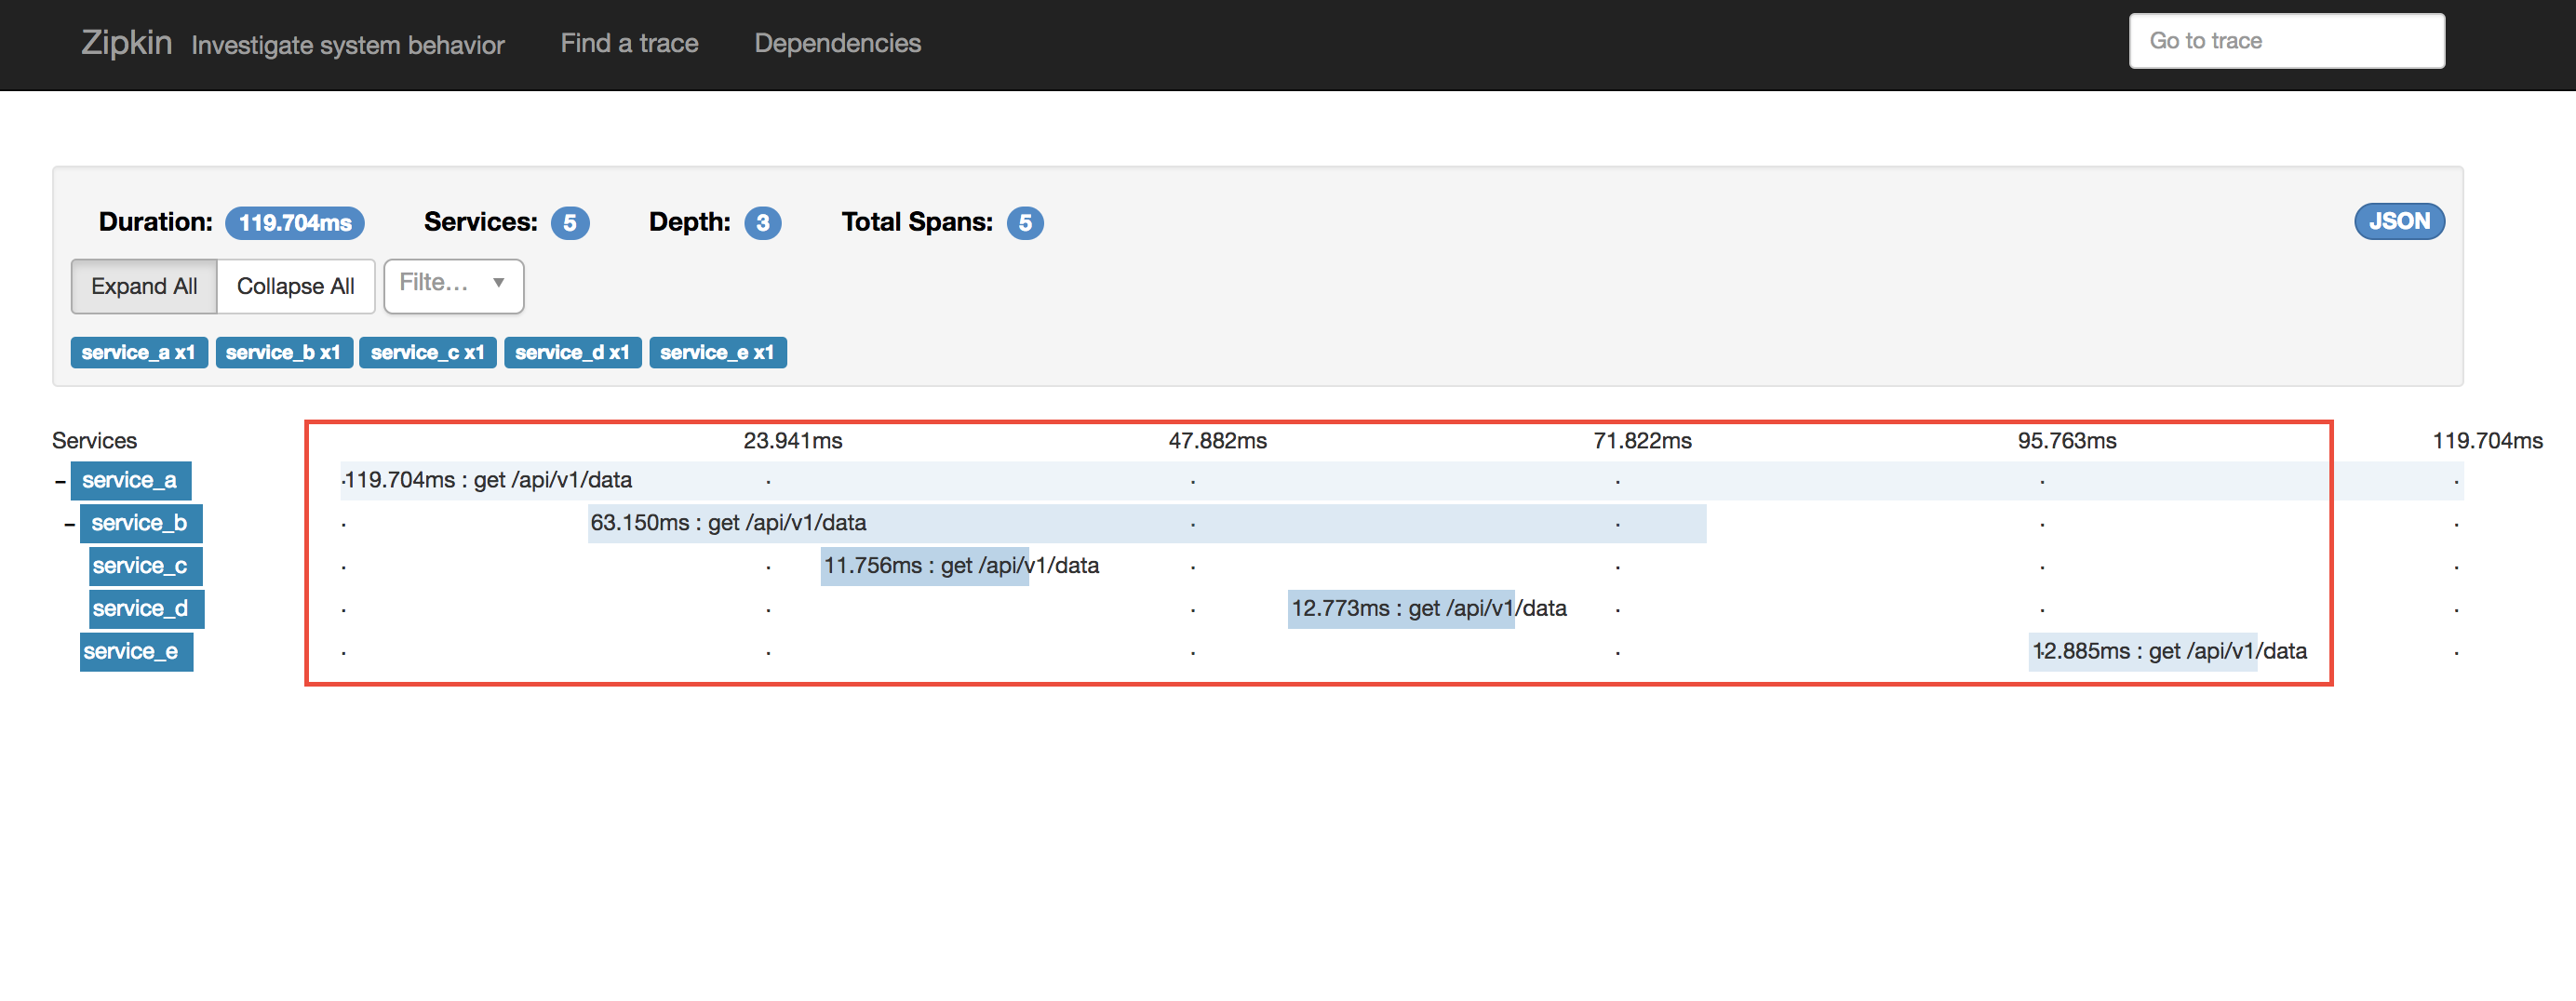 Zipkin Investigate system behavior Find a trace Dependencies Go to trace
Duration: 119.704ms Services: 5 Depth: 3 Total Spans: 5 JSON
Expand All Collapse All Filte...
service_a x1 service_b x1 service_c x1 service_d x1 service_e x1
Services 23.941ms 47.882ms 71.822ms 95.763ms 119.704ms
- service_a 119.704ms : get /api/v1/data
- service_b 63.150ms : get /api/v1/data
service_c 11.756ms : get /api/v1/data
service_d 12.773ms : get /api/v1/data
service_e 12.885ms : get /api/v1/data